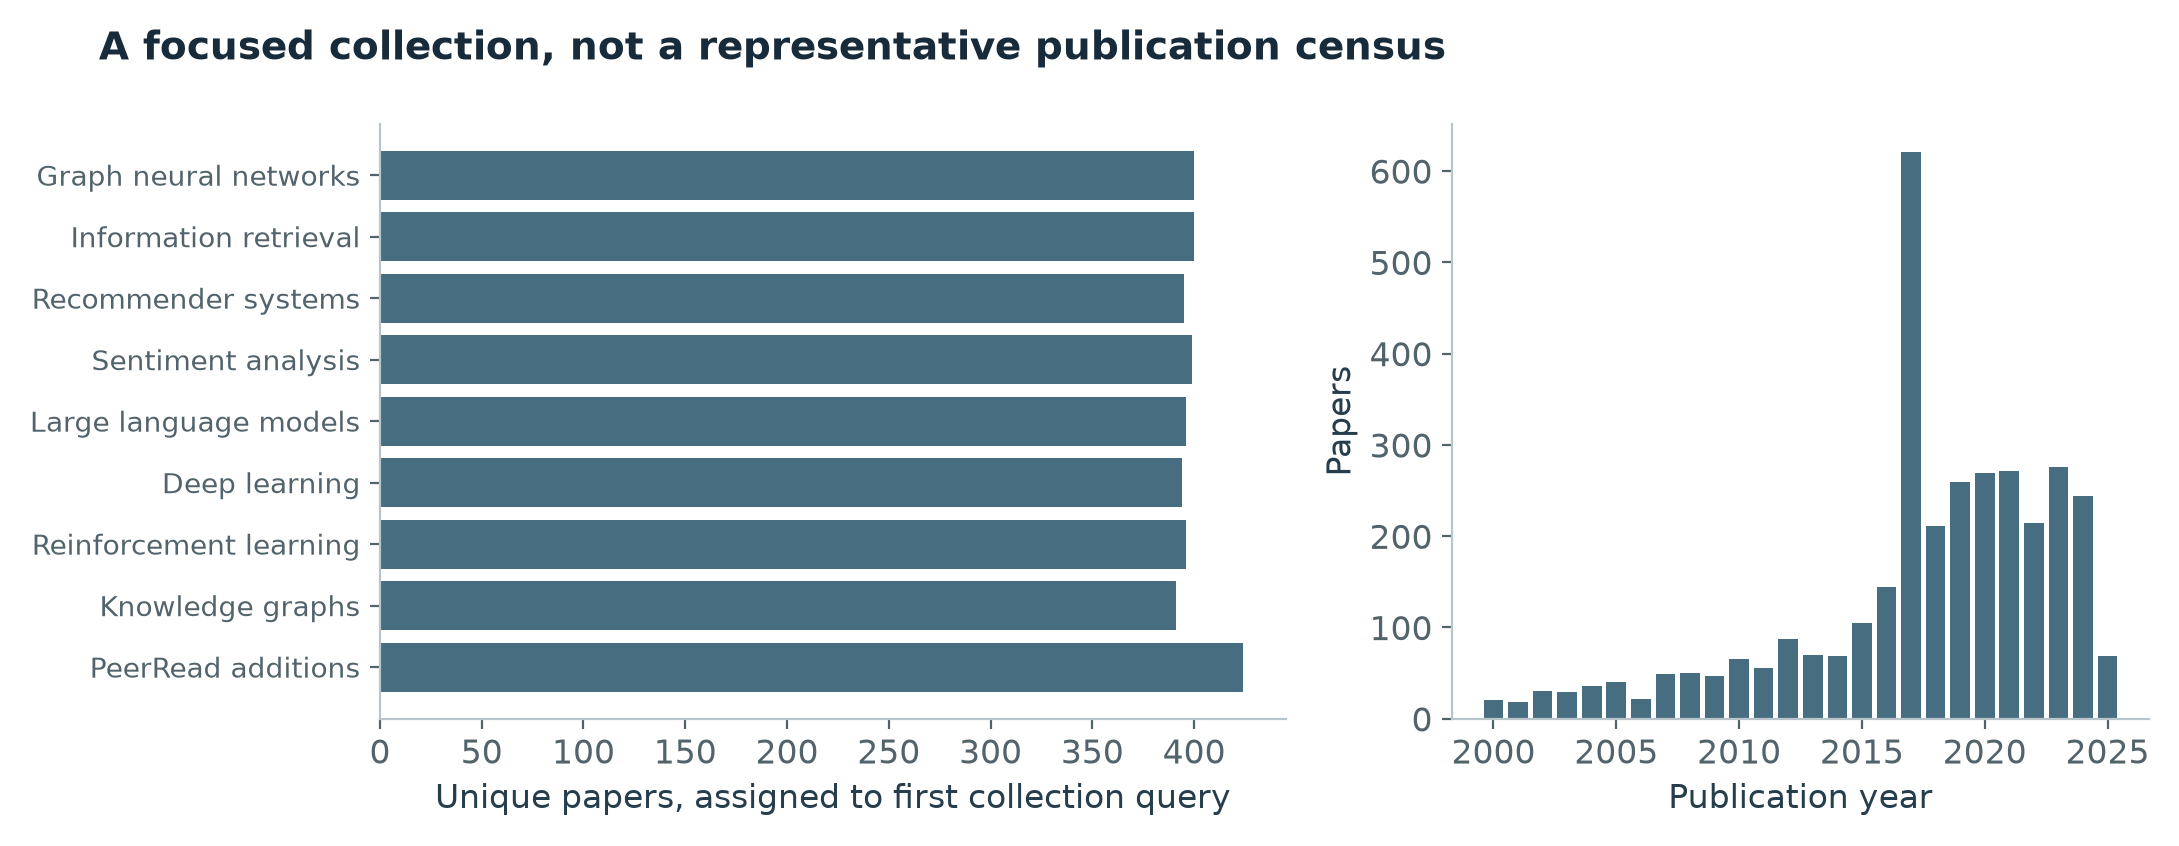 A focused collection, not a representative publication census
Graph neural networks
Information retrieval
Recommender systems
Sentiment analysis
Large language models
Deep learning
Reinforcement learning
Knowledge graphs
PeerRead additions
0 50 100 150 200 250 300 350 400
Unique papers, assigned to first collection query
Papers
600
500
400
300
200
100
0
2000 2005 2010 2015 2020 2025
Publication year